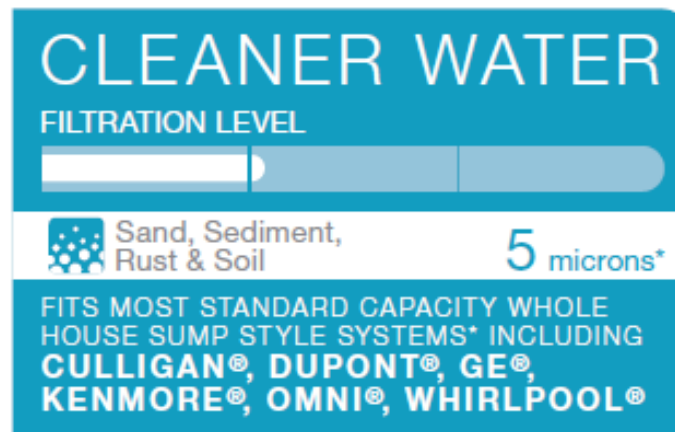 CLEANER WATER
FILTRATION LEVEL
Sand, Sediment,
Rust & Soil
5 microns*
FITS MOST STANDARD CAPACITY WHOLE
HOUSE SUMP STYLE SYSTEMS* INCLUDING
CULLIGAN®, DUPONT®, GE®,
KENMORE®, OMNI®, WHIRLPOOL®